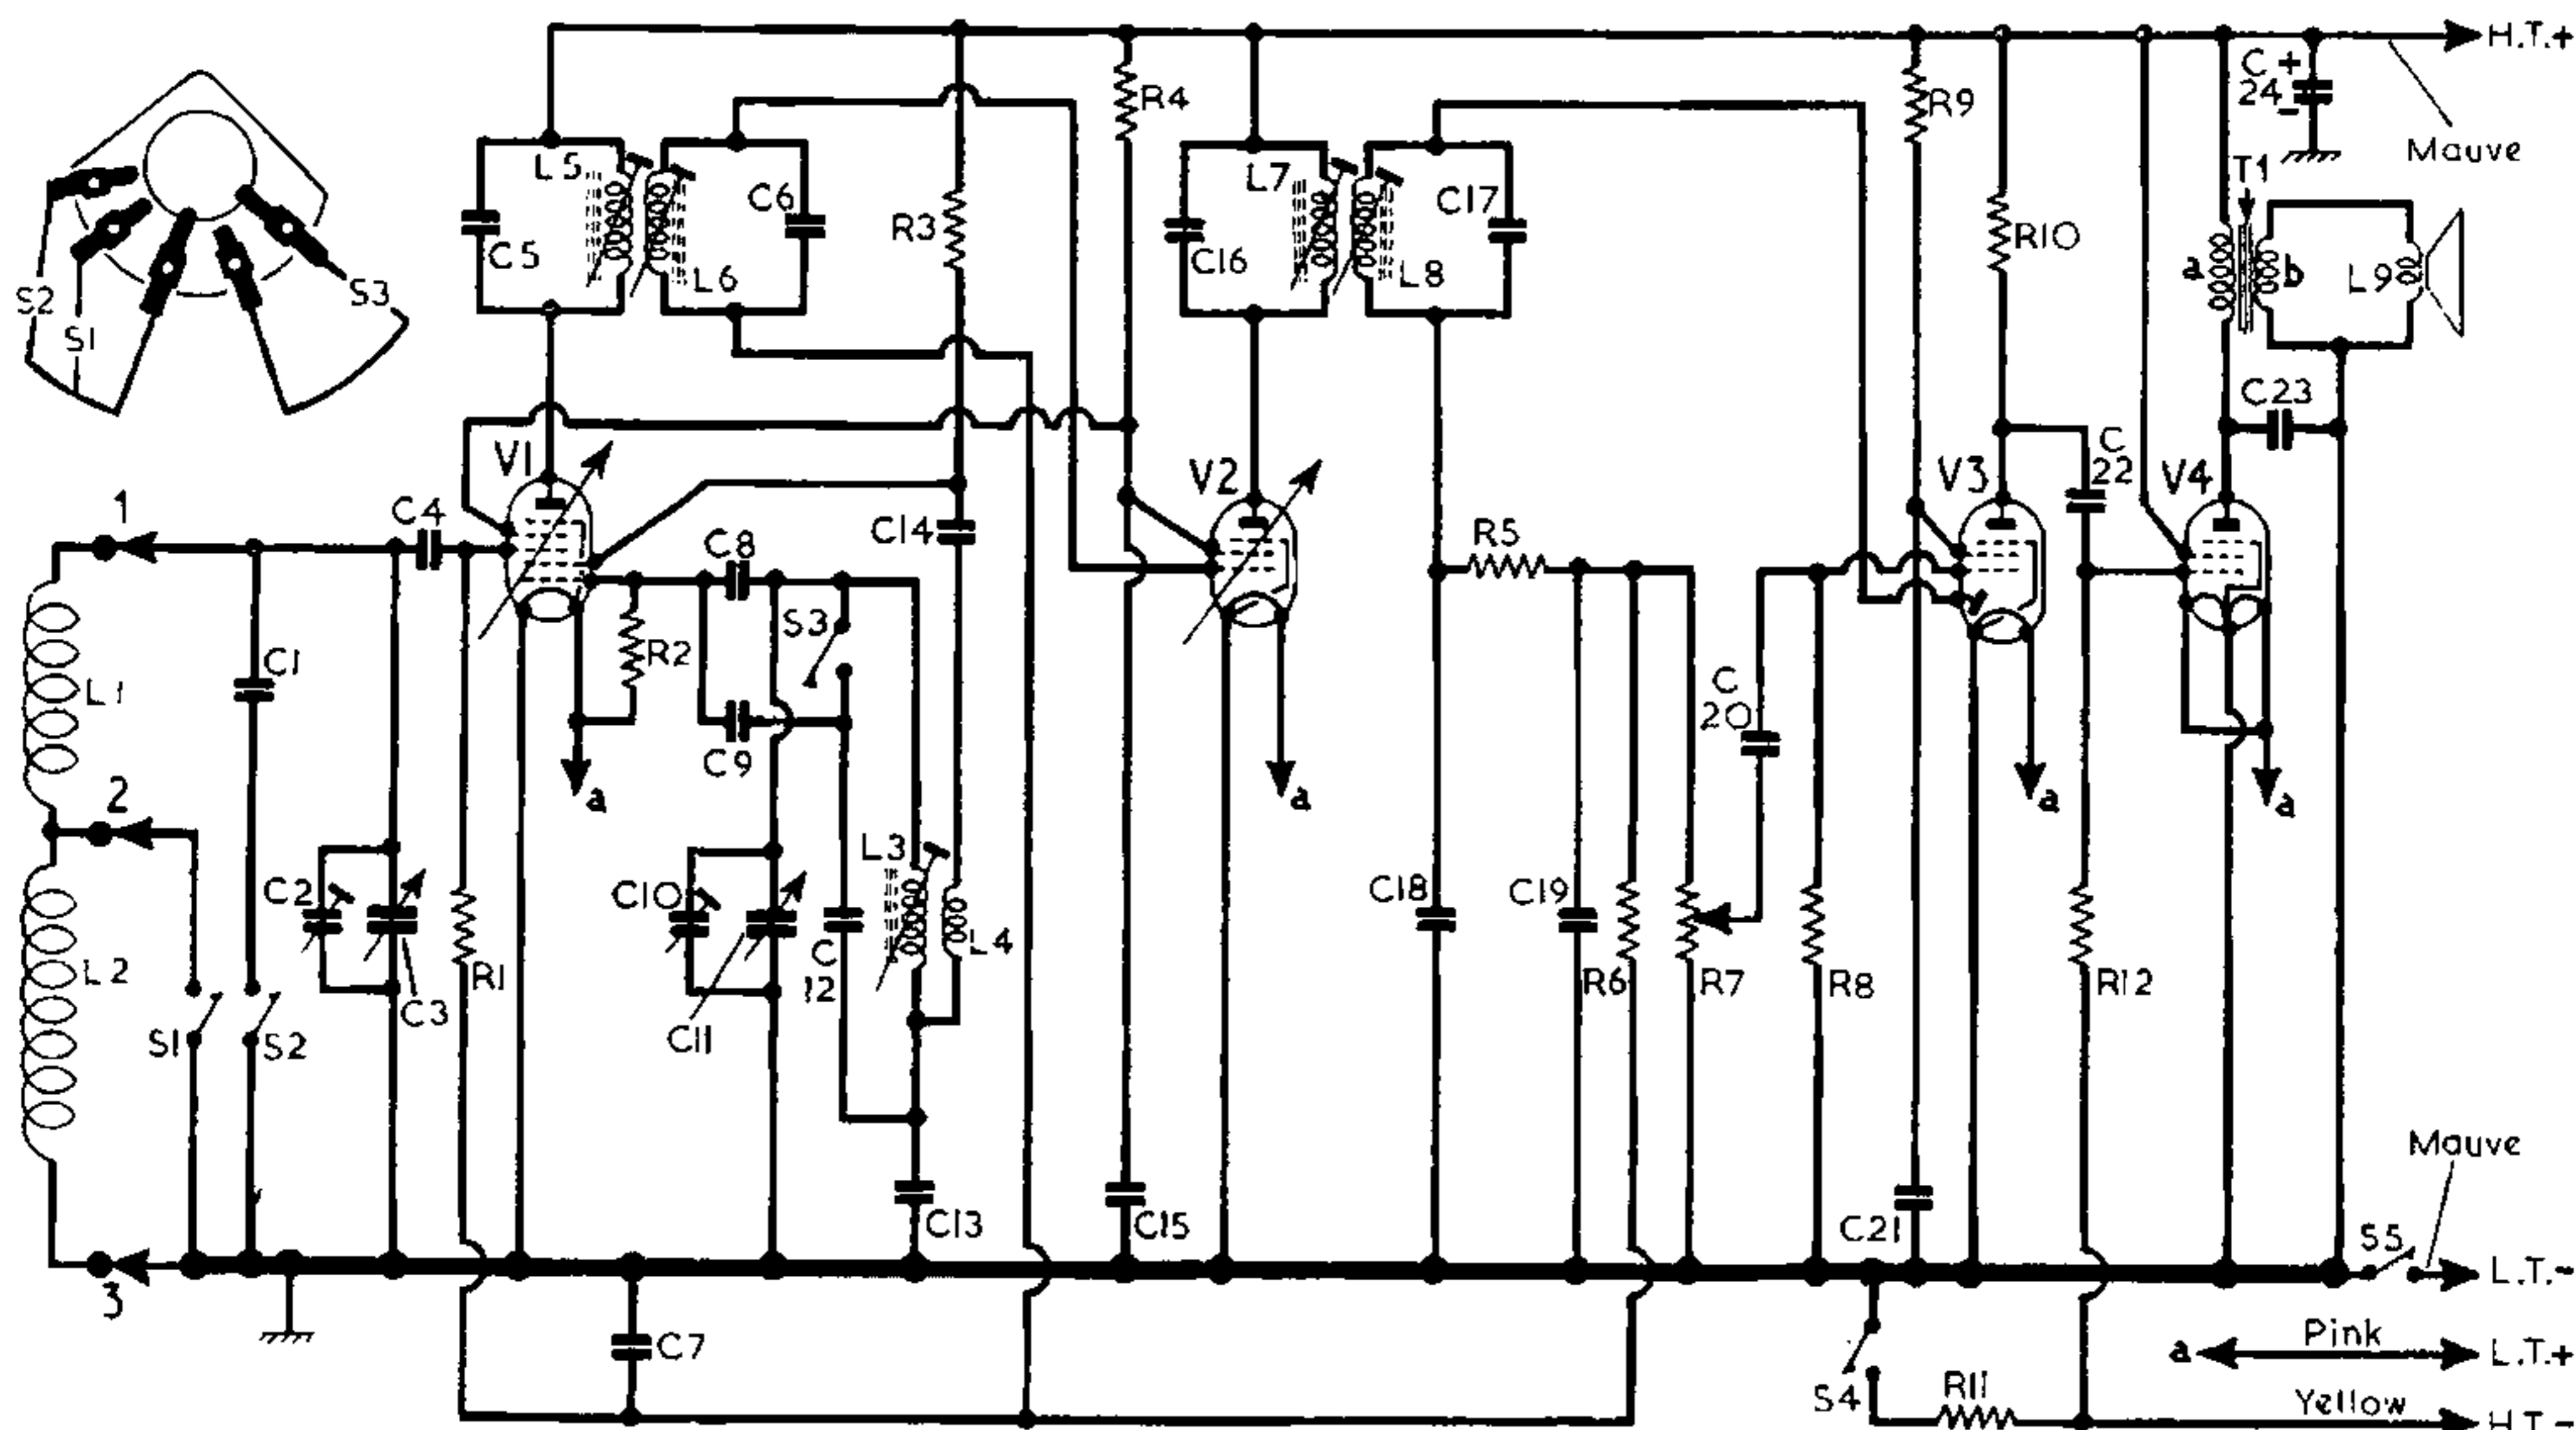 H.T.+
C 24
+
-
Mauve
R4
R9
L5
C5
C6
L6
R3
L7
C16
C17
L8
R10
T1
a
b
L9
S2
S1
S3
C23
V1
V2
V3
C 22
V4
1
C4
C14
C8
R5
S3
R2
C1
L1
C 20
C9
a
a
a
a
2
L3
C2
C10
C18
C19
L2
C3
R1
C 12
L4
R6
R7
R8
R12
C11
S1
S2
Mauve
C13
C15
C21
S5
3
L.T.-
C7
a
Pink
L.T.+
S4
R11
Yellow
H.T.-